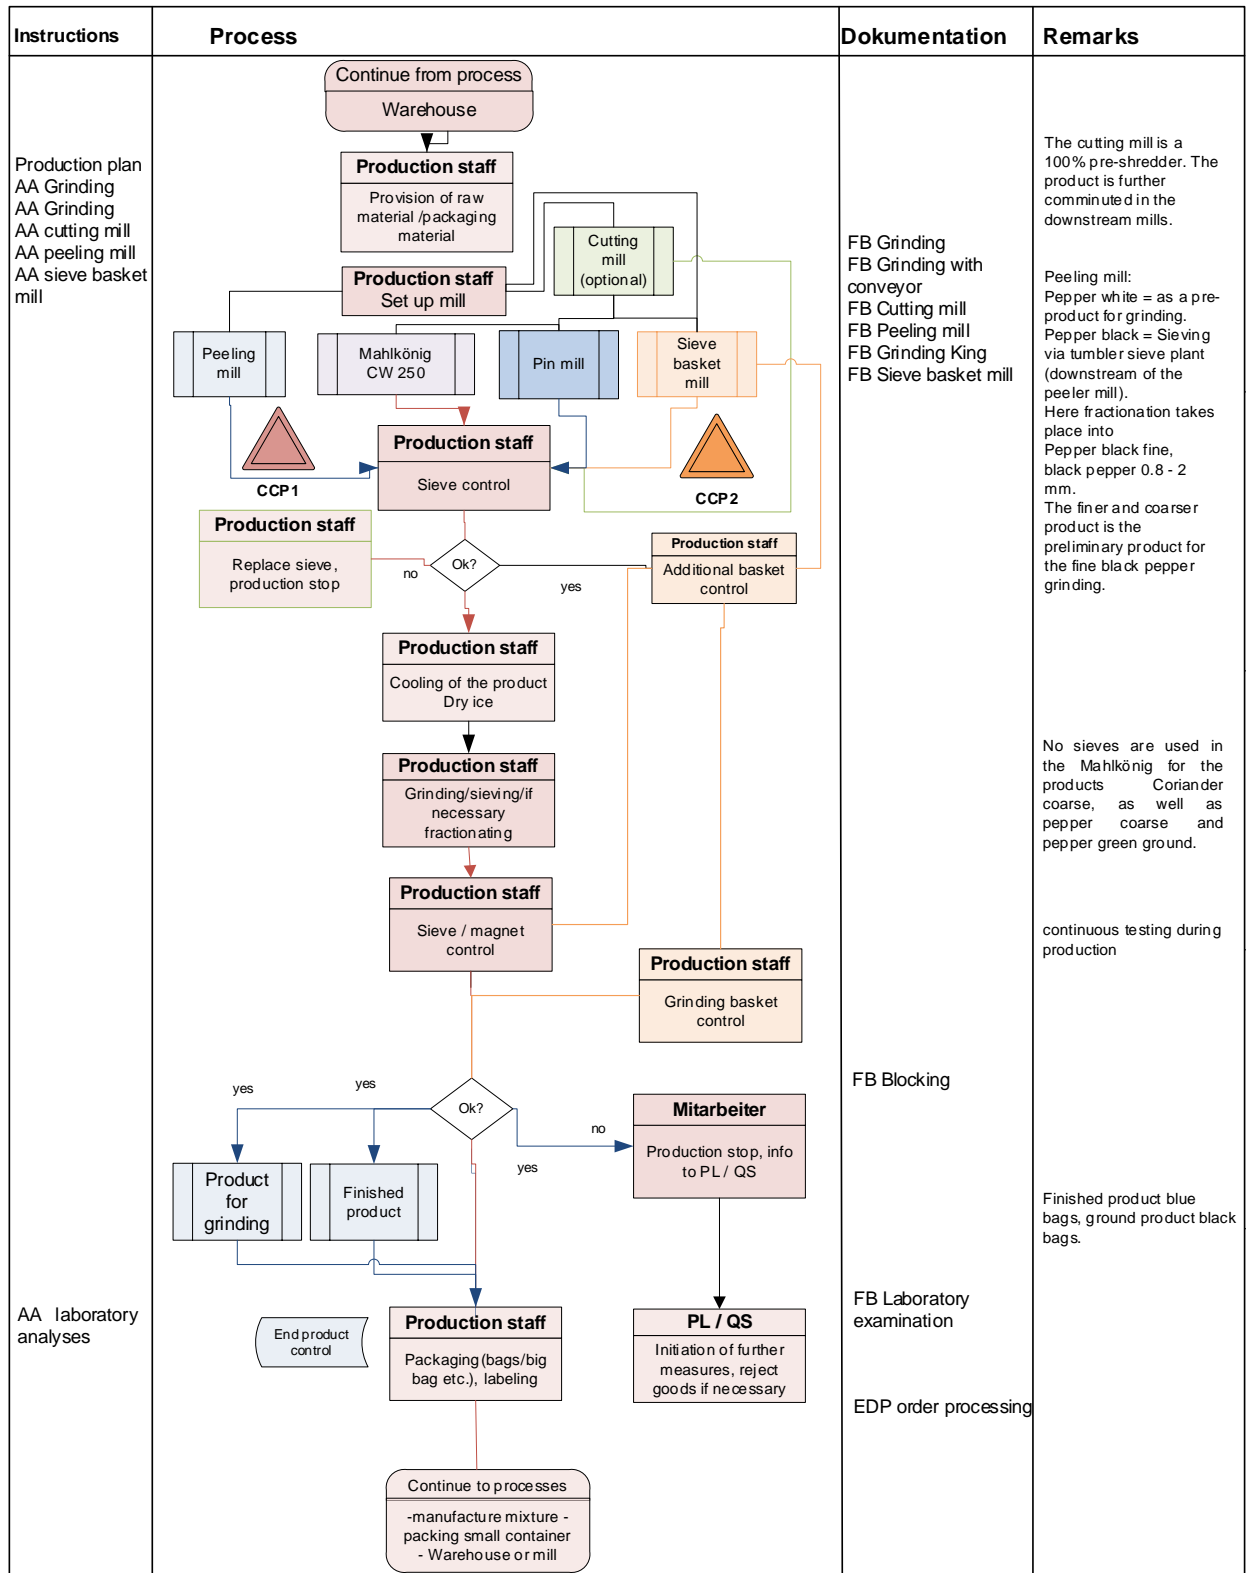 Instructions
Process
Dokumentation
Remarks
Continue from process
Warehouse
Production plan
AA Grinding
AA Grinding
AA cutting mill
AA peeling mill
AA sieve basket
mill
Production staff
Provision of raw
material /packaging
material
Production staff
Set up mill
Cutting
mill
(optional)
Peeling
mill
Mahlkönig
CW 250
Pin mill
Sieve
basket
mill
FB Grinding
FB Grinding with
conveyor
FB Cutting mill
FB Peeling mill
FB Grinding King
FB Sieve basket mill
The cutting mill is a
100% pre-shredder. The
product is further
comminuted in the
downstream mills.
Peeling mill:
Pepper white = as a pre-
product for grinding.
Pepper black = Sieving
via tumbler sieve plant
(downstream of the
peeler mill).
Here fractionation takes
place into
Pepper black fine,
black pepper 0.8 - 2
mm.
The finer and coarser
product is the
preliminary product for
the fine black pepper
grinding.
CCP1
Production staff
Sieve control
CCP2
Production staff
Replace sieve,
production stop
no
Ok?
yes
Production staff
Additional basket
control
Production staff
Cooling of the product
Dry ice
Production staff
Grinding/sieving/if
necessary
fractionating
No sieves are used in
the Mahlkönig for the
products Coriander
coarse, as well as
pepper coarse and
pepper green ground.
Production staff
Sieve / magnet
control
continuous testing during
production
Production staff
Grinding basket
control
FB Blocking
yes
yes
Ok?
no
yes
Mitarbeiter
Production stop, info
to PL / QS
Product
for
grinding
Finished
product
Finished product blue
bags, ground product black
bags.
AA laboratory
analyses
End product
control
Production staff
Packaging(bags/big
bag etc.), labeling
PL / QS
Initiation of further
measures, reject
goods if necessary
FB Laboratory
examination
EDP order processing
Continue to processes
-manufacture mixture -
packing small container
- Warehouse or mill